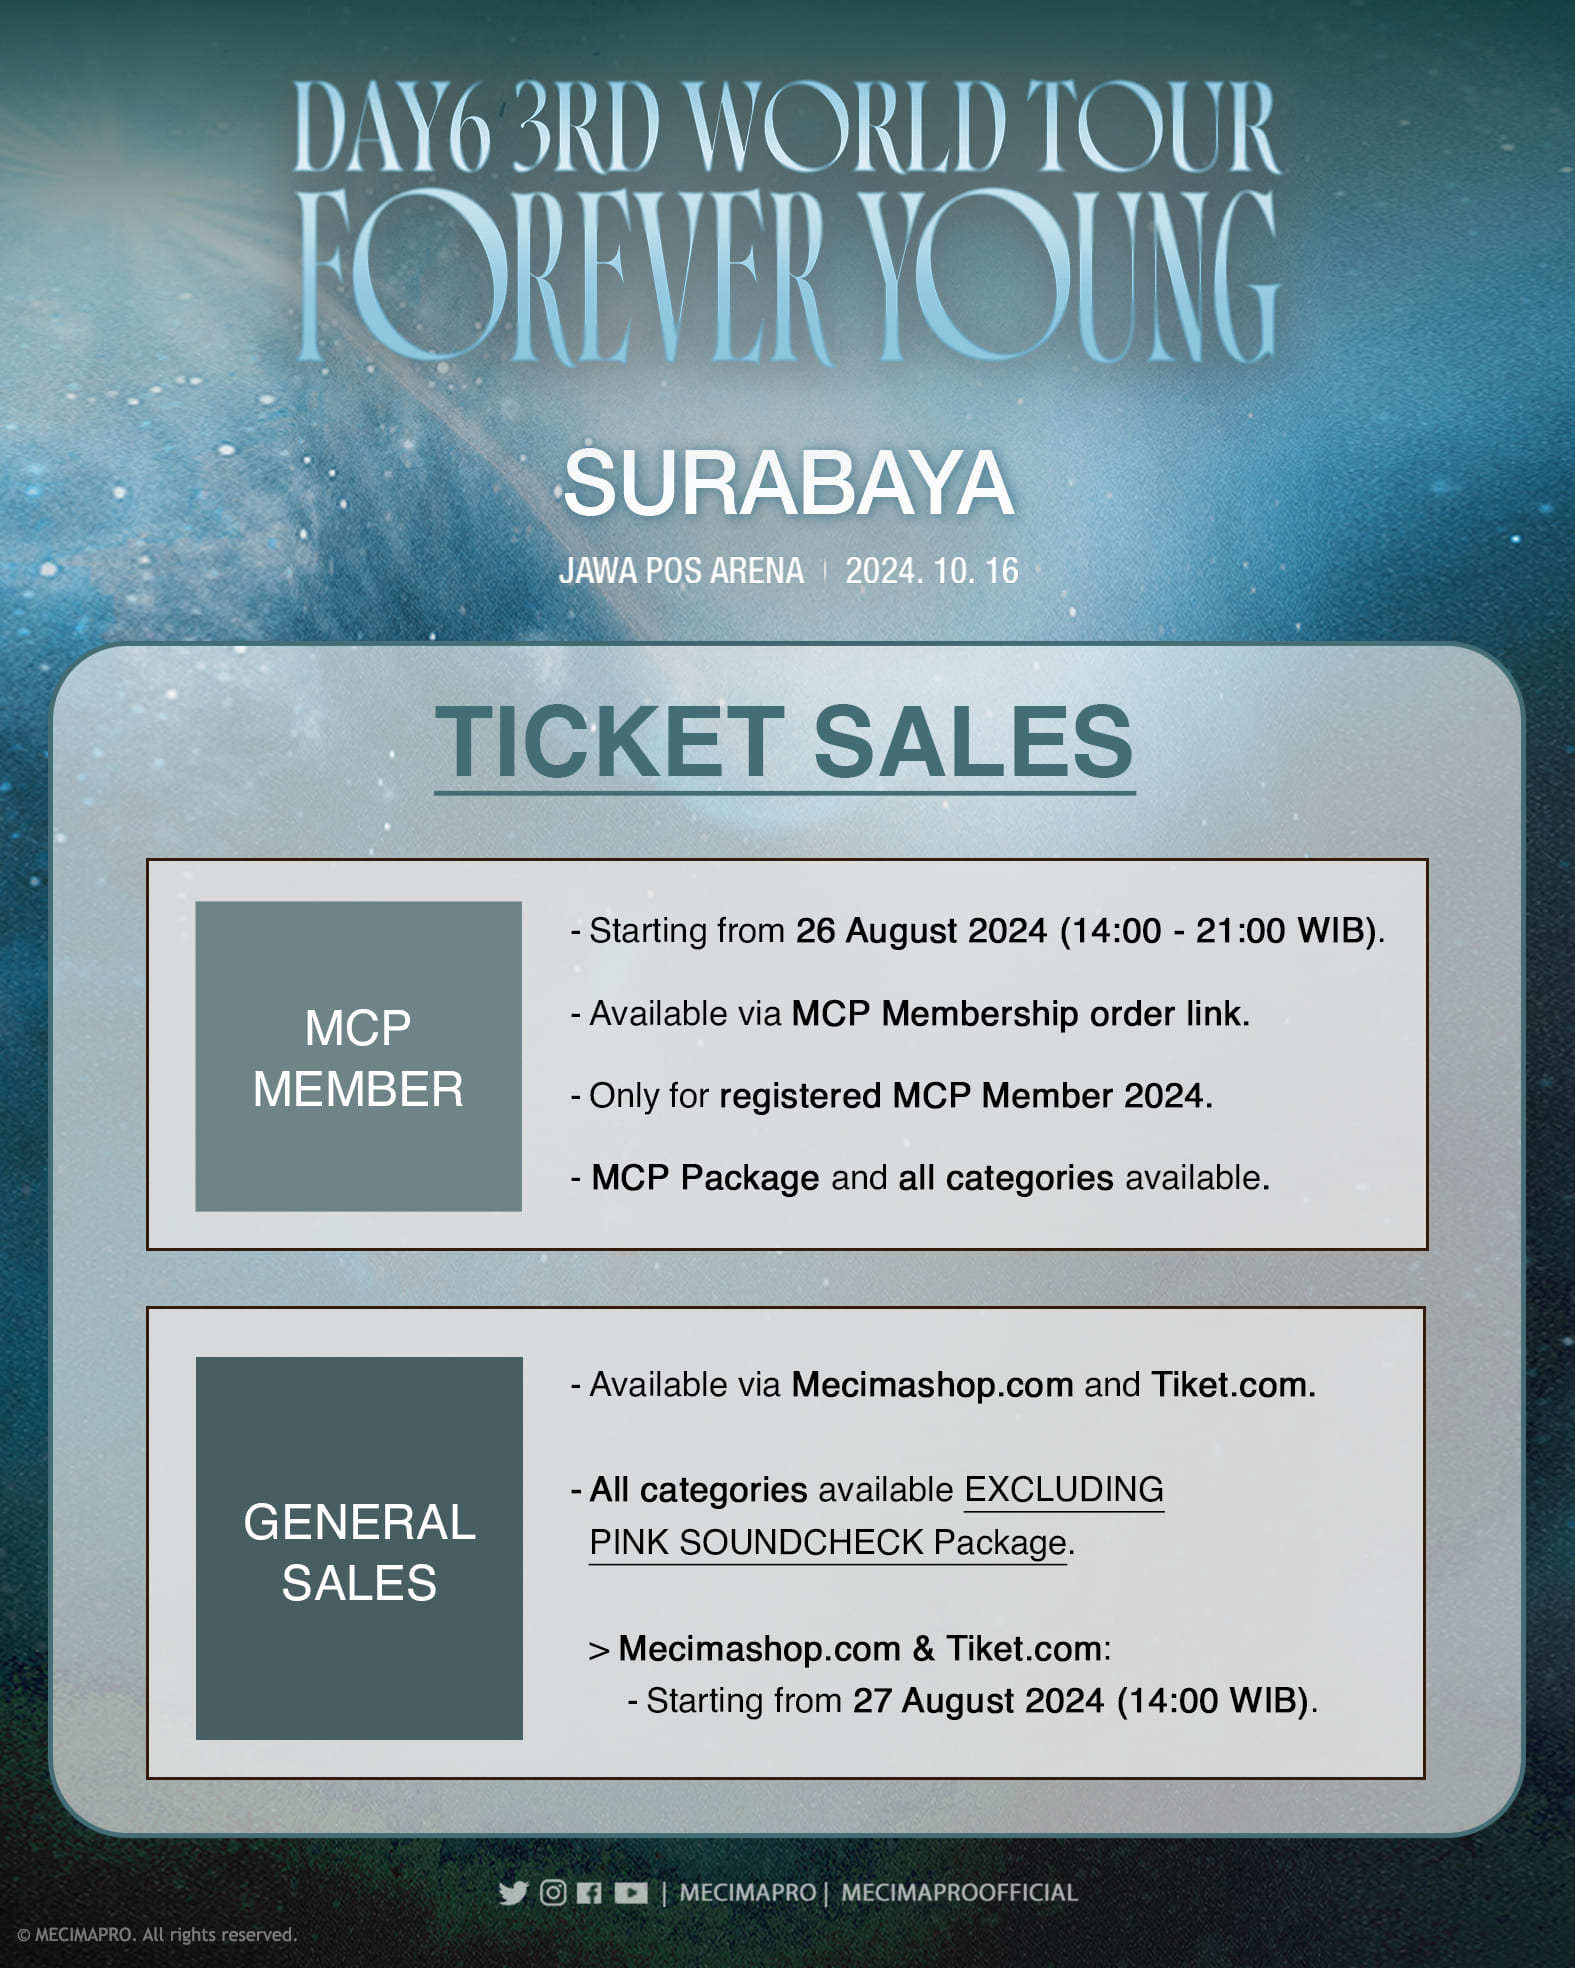 DAY6 3RD WORLD TOUR
FOREVER YOUNG
SURABAYA
JAWA POS ARENA | 2024. 10. 16
TICKET SALES
MCP
MEMBER
- Starting from 26 August 2024 (14:00 - 21:00 WIB).
- Available via MCP Membership order link.
- Only for registered MCP Member 2024.
- MCP Package and all categories available.
GENERAL
SALES
- Available via Mecimashop.com and Tiket.com.
- All categories available EXCLUDING
PINK SOUNDCHECK Package.
> Mecimashop.com & Tiket.com:
- Starting from 27 August 2024 (14:00 WIB).
| MECIMAPRO | MECIMAPROOFFICIAL
© MECIMAPRO. All rights reserved.